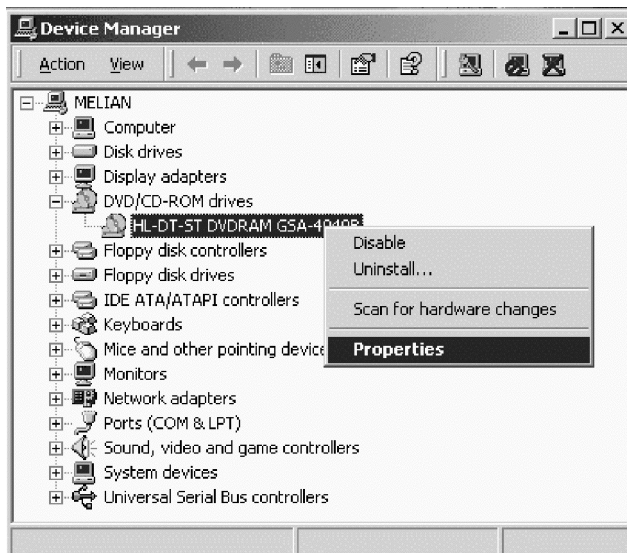 Device Manager
Action View
MELIAN
Computer
Disk drives
Display adapters
DVD/CD-ROM drives
HL-DT-ST DVDRAM GSA-4040B
Floppy disk controllers
Floppy disk drives
IDE ATA/ATAPI controllers
Keyboards
Mice and other pointing device
Monitors
Network adapters
Ports (COM & LPT)
Sound, video and game controllers
System devices
Universal Serial Bus controllers
Disable
Uninstall...
Scan for hardware changes
Properties